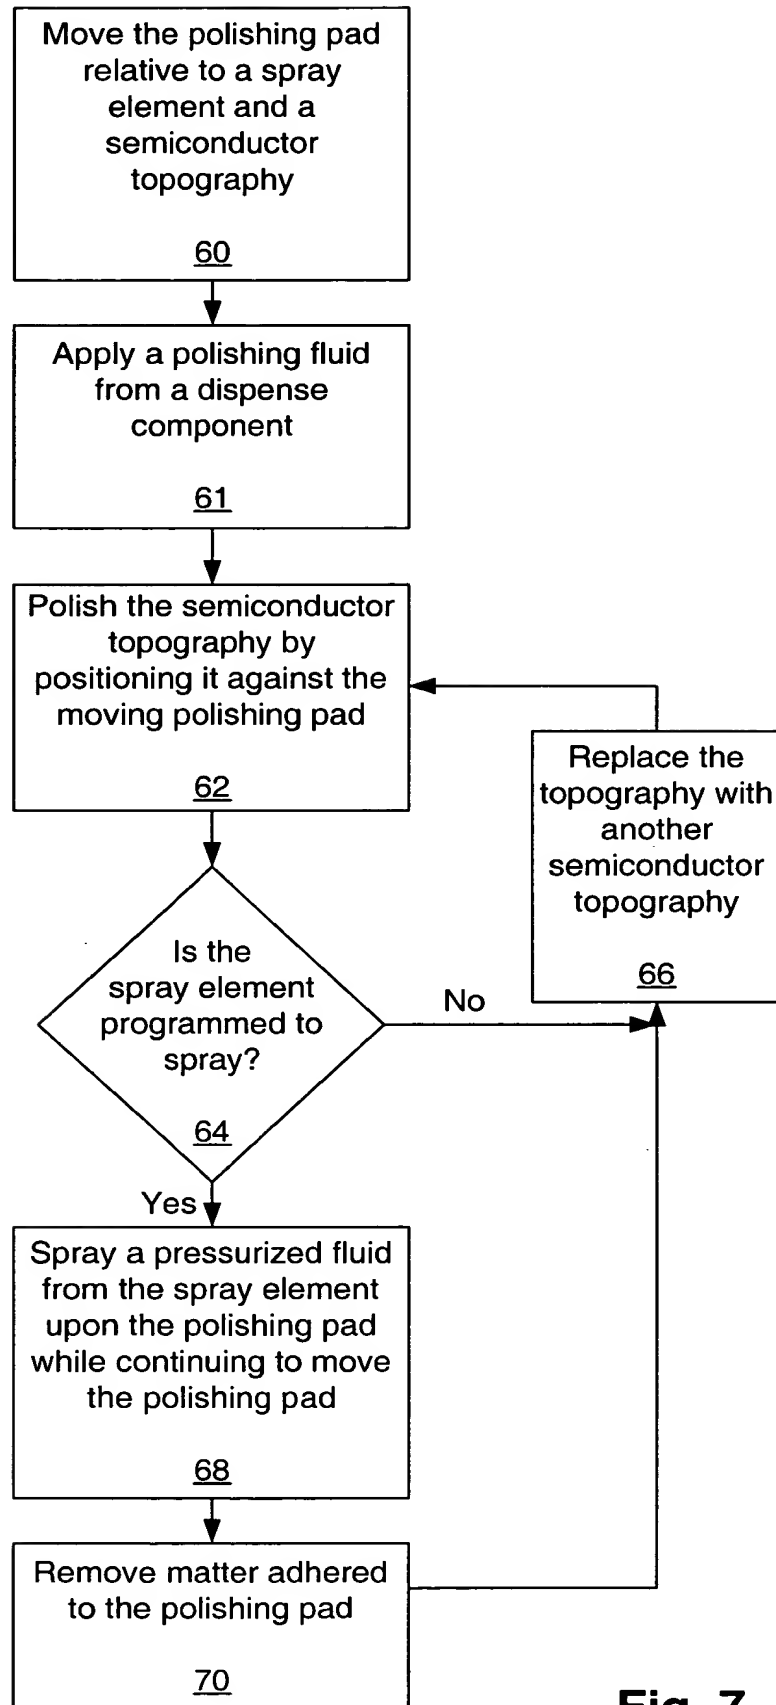 Move the polishing pad
relative to a spray
element and a
semiconductor
topography
60
Apply a polishing fluid
from a dispense
component
61
Polish the semiconductor
topography by
positioning it against the
moving polishing pad
62
Replace the
topography with
another
semiconductor
topography
66
Is the
spray element
programmed to
spray?
64
No
Yes
Spray a pressurized fluid
from the spray element
upon the polishing pad
while continuing to move
the polishing pad
68
Remove matter adhered
to the polishing pad
70
Fig. 7